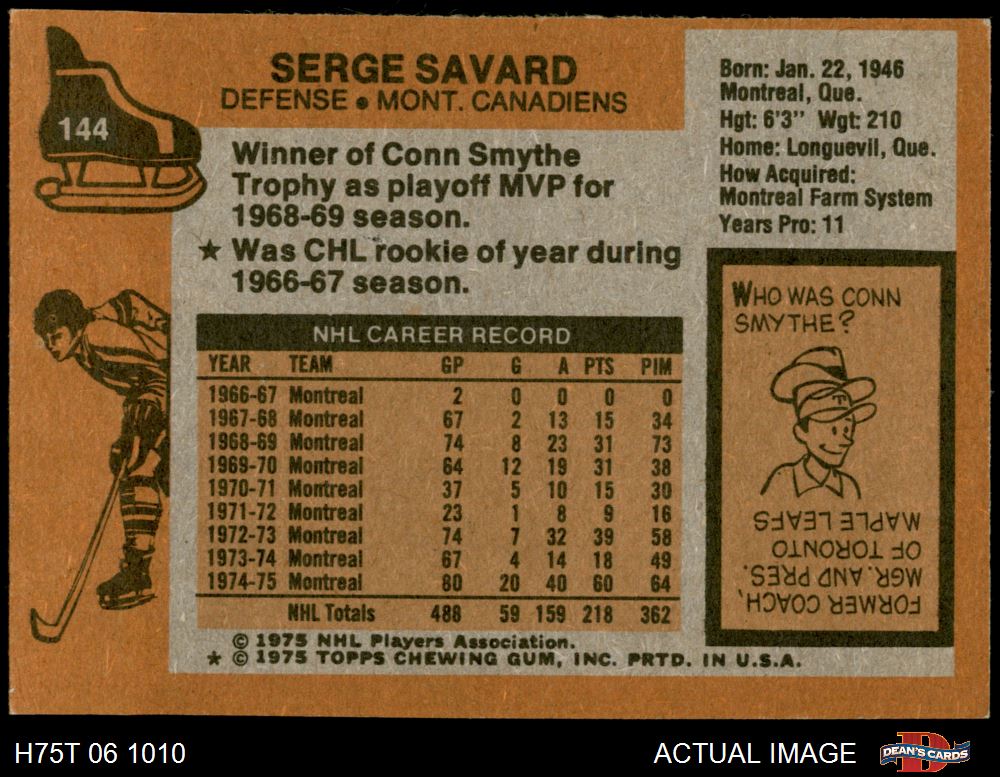 144
SERGE SAVARD
DEFENSE • MONT. CANADIENS
Winner of Conn Smythe
Trophy as playoff MVP for
1968-69 season.
★ Was CHL rookie of year during
1966-67 season.
Born: Jan. 22, 1946
Montreal, Que.
Hgt: 6'3" Wgt: 210
Home: Longuevil, Que.
How Acquired:
Montreal Farm System
Years Pro: 11
NHL CAREER RECORD
YEAR TEAM GP G A PTS PIM
1966-67 Montreal 2 0 0 0 0
1967-68 Montreal 67 2 13 15 34
1968-69 Montreal 74 8 23 31 73
1969-70 Montreal 64 12 19 31 38
1970-71 Montreal 37 5 10 15 30
1971-72 Montreal 23 1 8 9 16
1972-73 Montreal 74 7 32 39 58
1973-74 Montreal 67 4 14 18 49
1974-75 Montreal 80 20 40 60 64
NHL Totals 488 59 159 218 362
© 1975 NHL Players Association.
★ © 1975 TOPPS CHEWING GUM, INC. PRTD. IN U.S.A.
WHO WAS CONN
SMYTHE?
T
FORMER COACH,
MGR. AND PRES.
OF TORONTO
MAPLE LEAFS
H75T 06 1010
ACTUAL IMAGE
D
DEAN'S CARDS